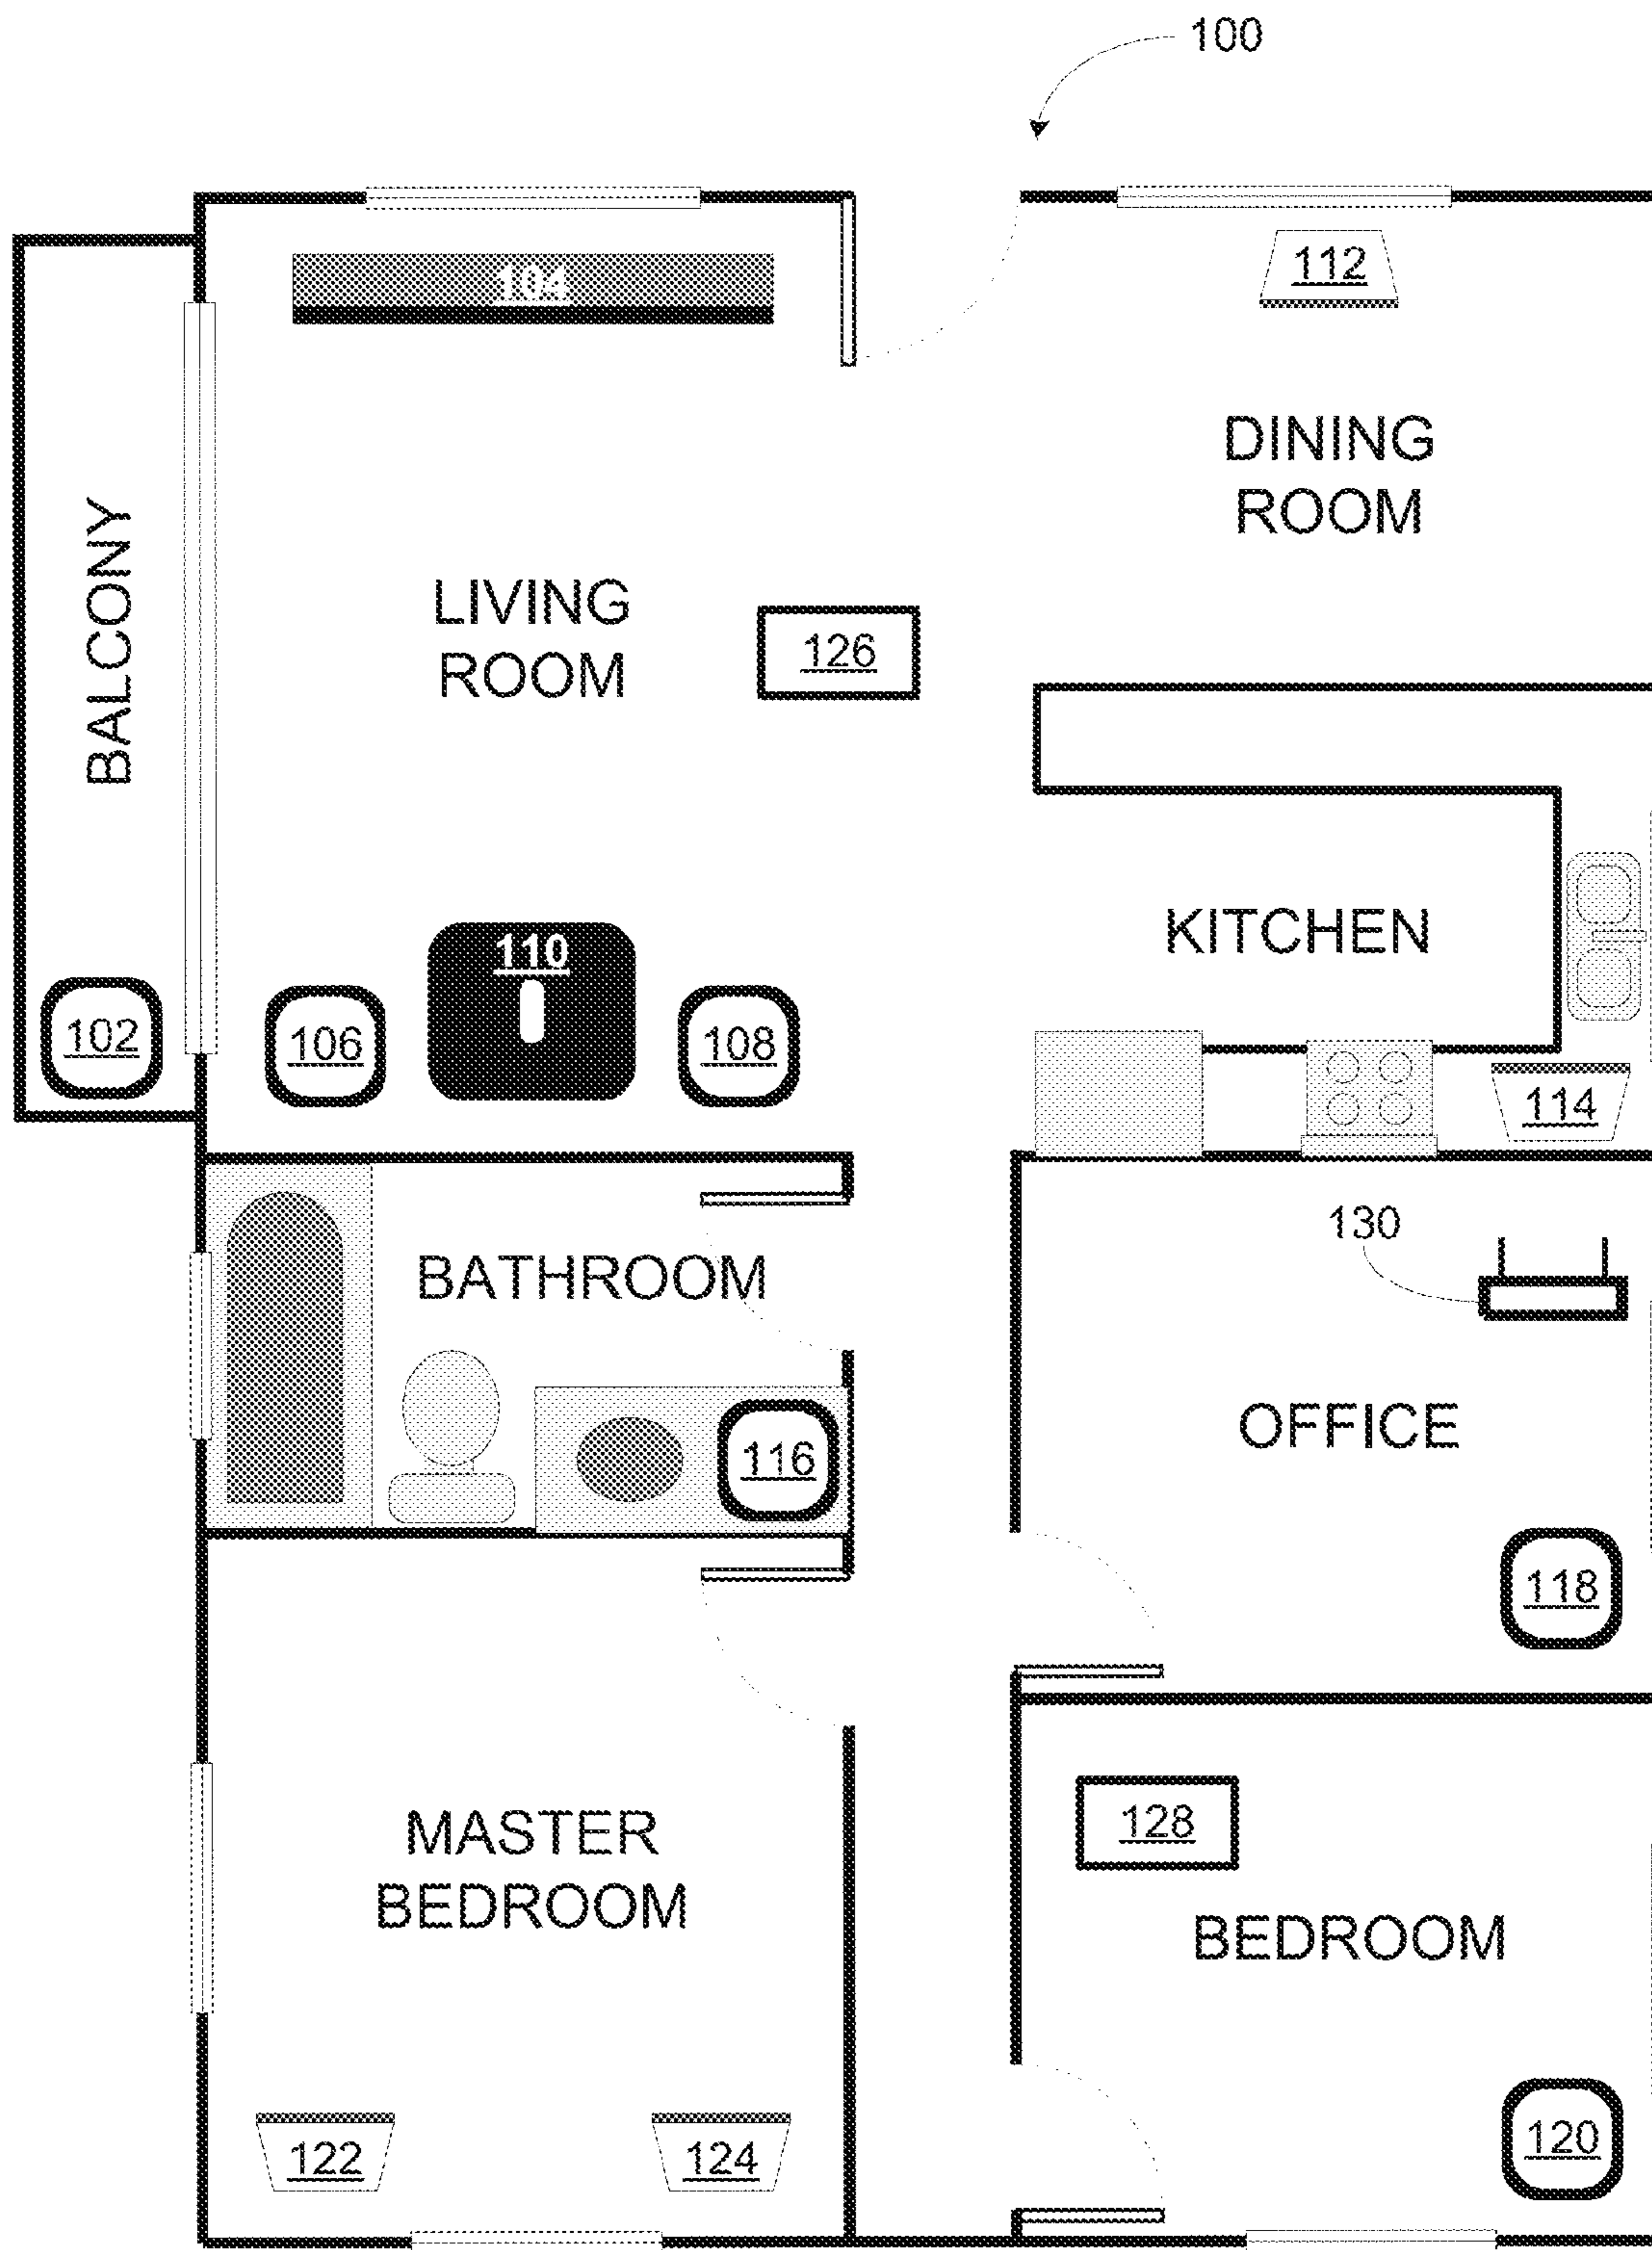 100
104
112
DINING
ROOM
BALCONY
LIVING
ROOM
126
KITCHEN
110
102
106
108
114
130
BATHROOM
OFFICE
116
118
MASTER
BEDROOM
128
BEDROOM
122
124
120